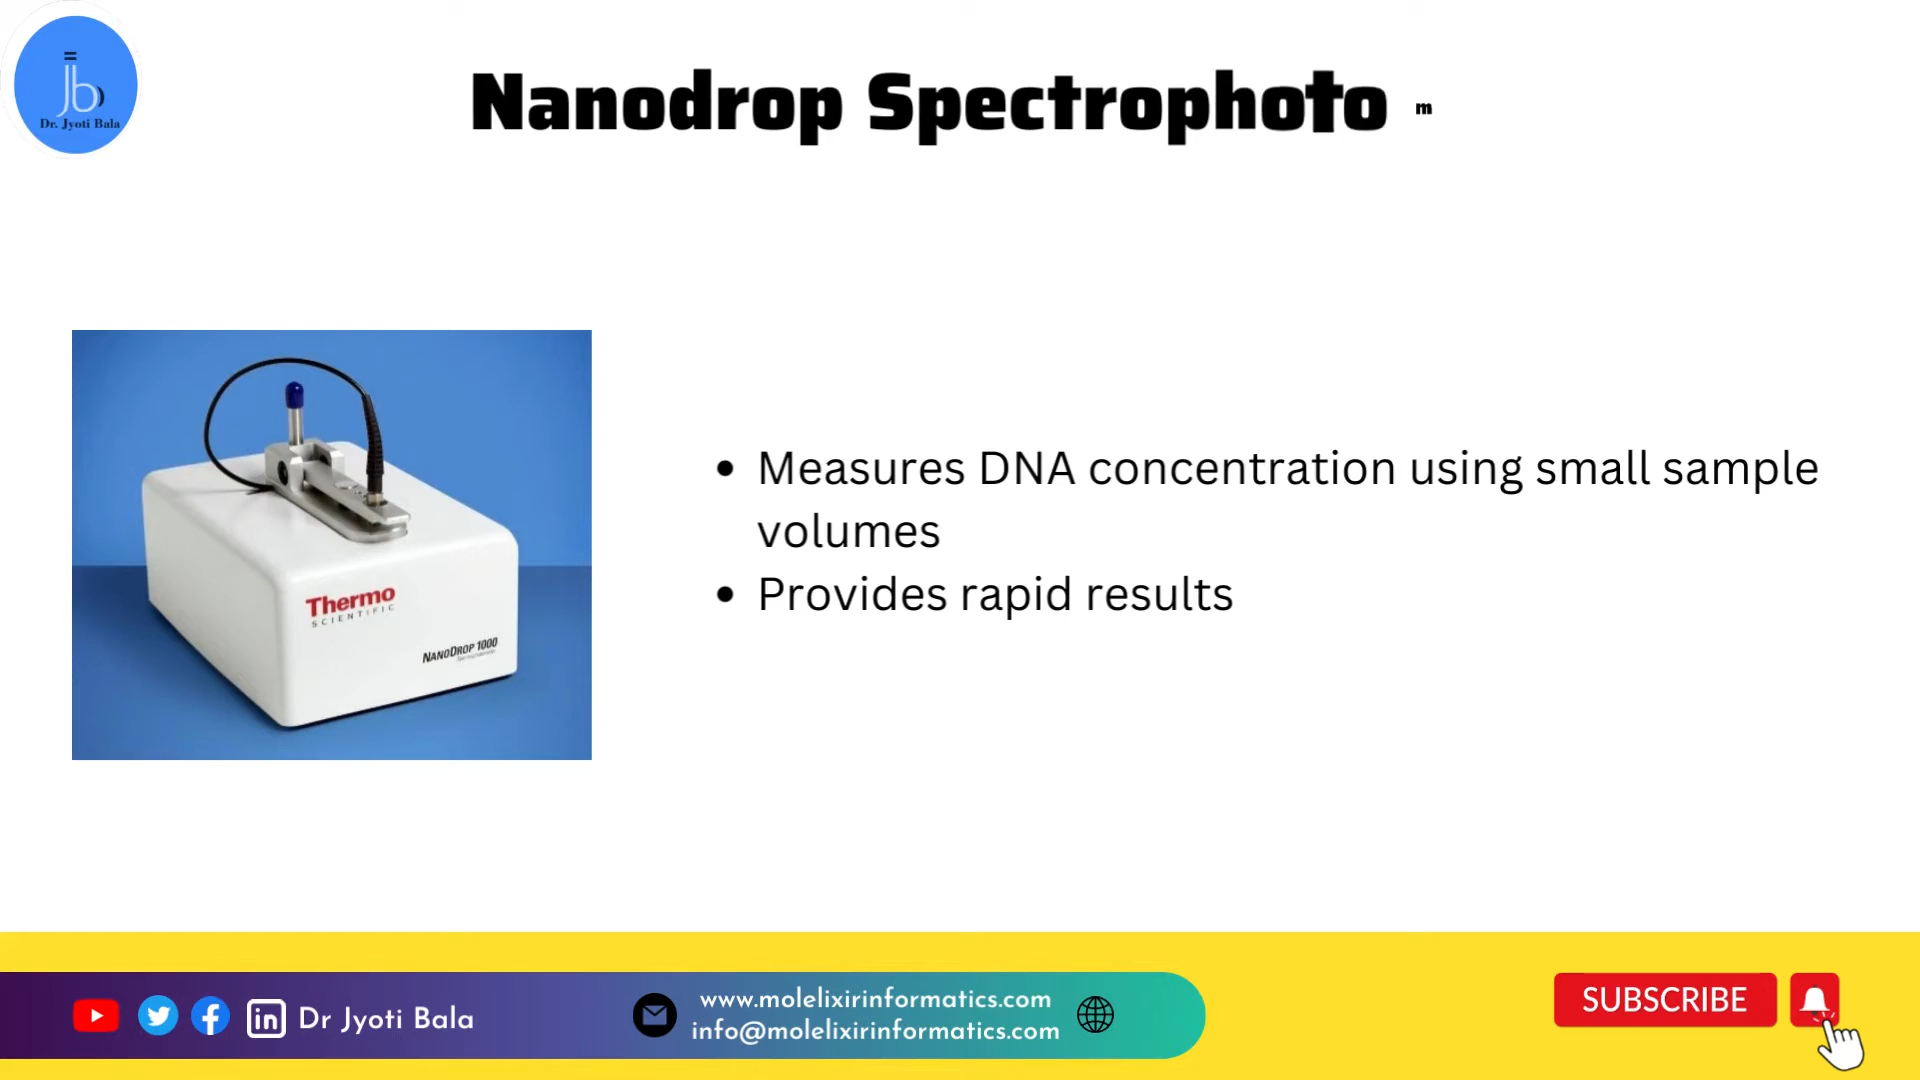 Dr. Jyoti Bala
Nanodrop Spectrophoto m
Thermo
SCIENTIFIC
NANODROP 1000
• Measures DNA concentration using small sample
volumes
• Provides rapid results
Dr Jyoti Bala
www.molelixirinformatics.com
info@molelixirinformatics.com
SUBSCRIBE